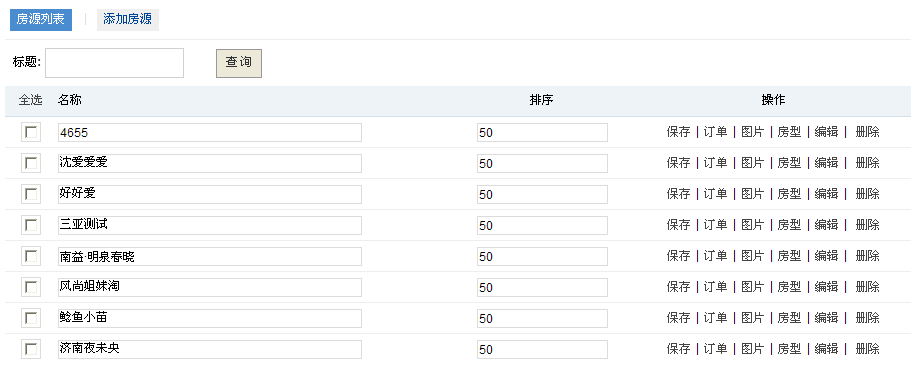 房源列表 | 添加房源
标题: 查询
全选 名称 排序 操作
4655 50 保存 | 订单 | 图片 | 房型 | 编辑 | 删除
沈爱爱爱 50 保存 | 订单 | 图片 | 房型 | 编辑 | 删除
好好爱 50 保存 | 订单 | 图片 | 房型 | 编辑 | 删除
三亚测试 50 保存 | 订单 | 图片 | 房型 | 编辑 | 删除
南益·明泉春晓 50 保存 | 订单 | 图片 | 房型 | 编辑 | 删除
风尚姐妹淘 50 保存 | 订单 | 图片 | 房型 | 编辑 | 删除
鲶鱼小苗 50 保存 | 订单 | 图片 | 房型 | 编辑 | 删除
济南夜未央 50 保存 | 订单 | 图片 | 房型 | 编辑 | 删除